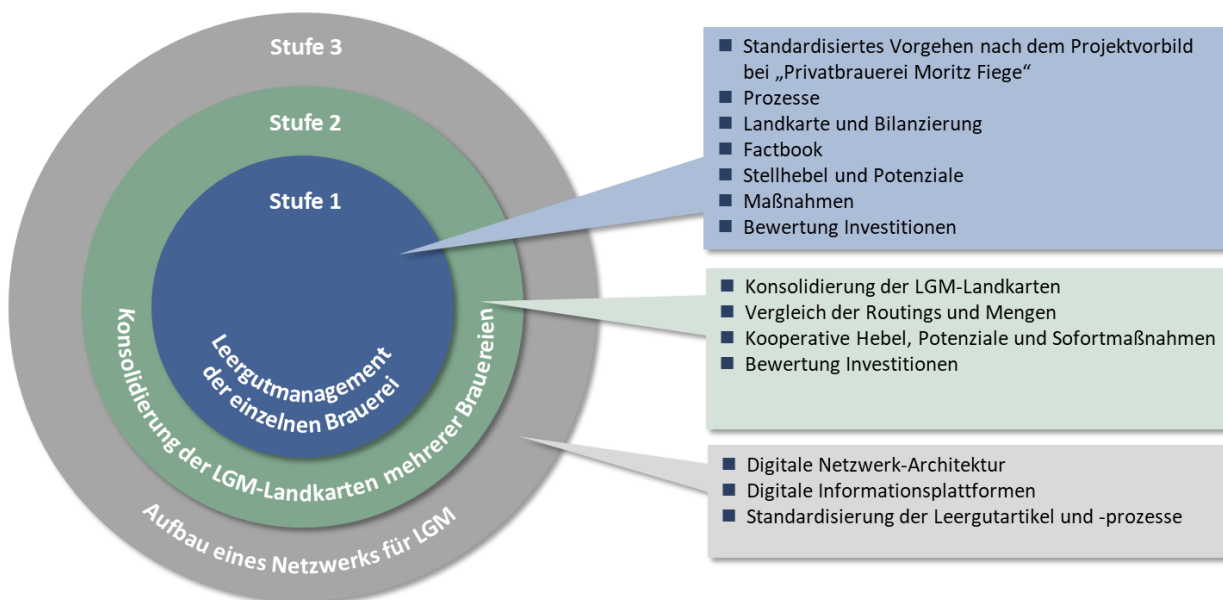 Stufe 3
Stufe 2
Stufe 1
Leergutmanagement
der einzelnen Brauerei
Konsolidierung der LGM-Landkarten mehrerer Brauereien
Aufbau eines Netzwerks für LGM
Standardisiertes Vorgehen nach dem Projektvorbild
bei „Privatbrauerei Moritz Fiege“
Prozesse
Landkarte und Bilanzierung
Factbook
Stellhebel und Potenziale
Maßnahmen
Bewertung Investitionen
Konsolidierung der LGM-Landkarten
Vergleich der Routings und Mengen
Kooperative Hebel, Potenziale und Sofortmaßnahmen
Bewertung Investitionen
Digitale Netzwerk-Architektur
Digitale Informationsplattformen
Standardisierung der Leergutartikel und -prozesse